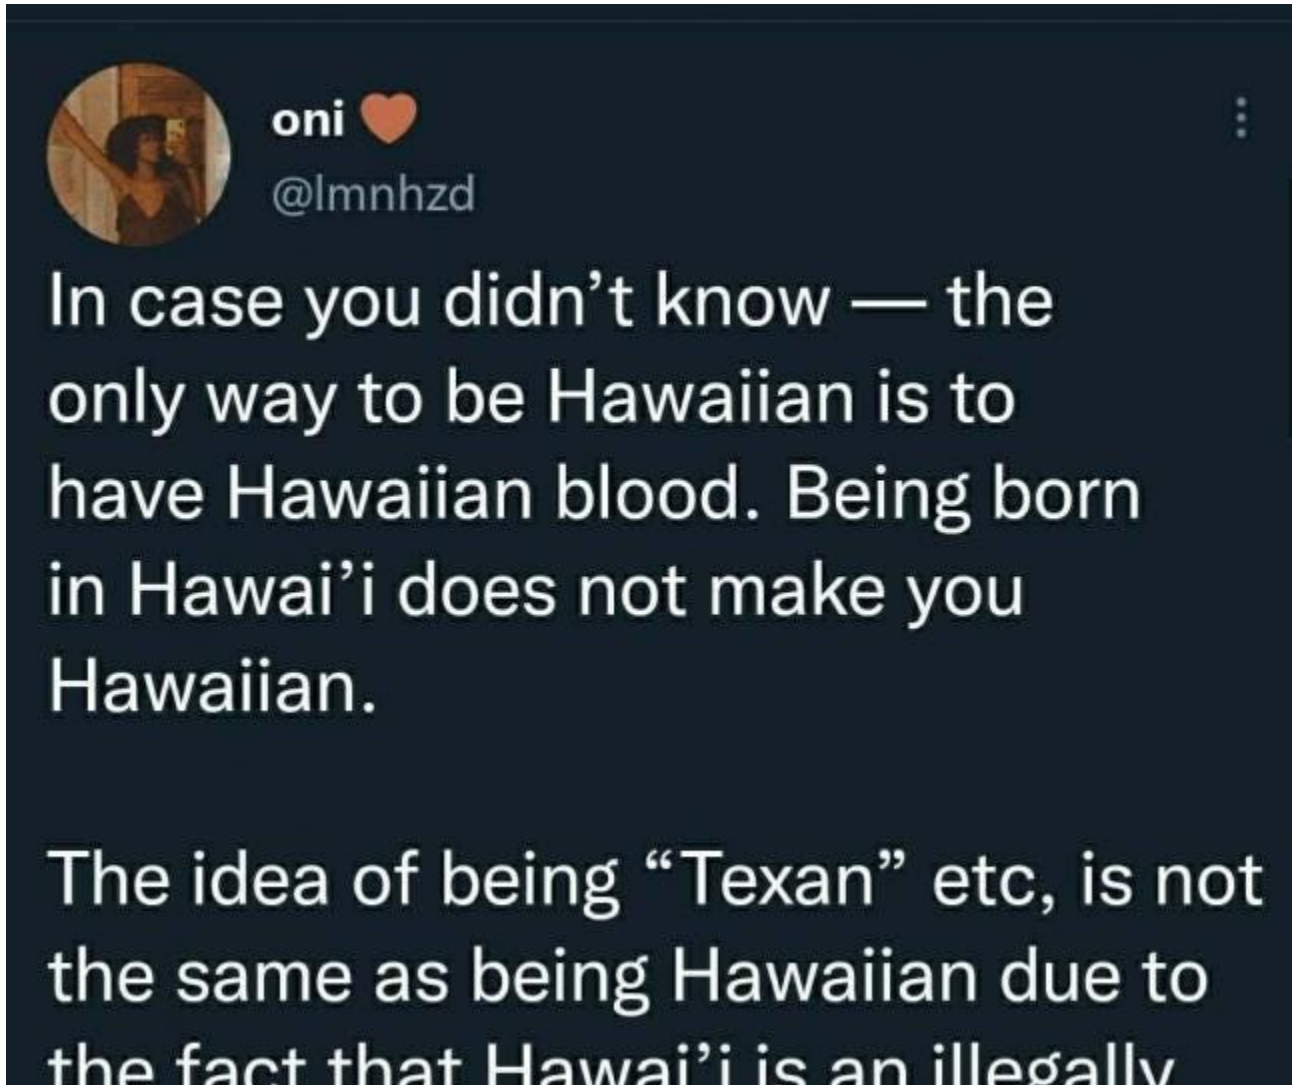 oni 🧡
@lmnhzd
In case you didn’t know — the
only way to be Hawaiian is to
have Hawaiian blood. Being born
in Hawai’i does not make you
Hawaiian.
The idea of being “Texan” etc, is not
the same as being Hawaiian due to
the fact that Hawai’i is an illegally